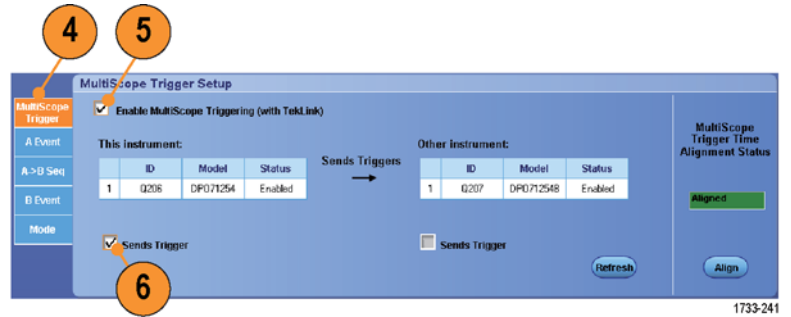 4 5
MultiScope Trigger Setup
MultiScope
Trigger
Enable MultiScope Triggering (with TekLink)
MultiScope
Trigger Time
Alignment Status
A Event
This instrument:
Other instrument:
Sends Triggers
A->B Seq
ID Model Status
ID Model Status
1 Q206 DPO71254 Enabled
1 Q207 DPO71254B Enabled
B Event
Aligned
Mode
Sends Trigger
Sends Trigger
Refresh
Align
6
1733-241